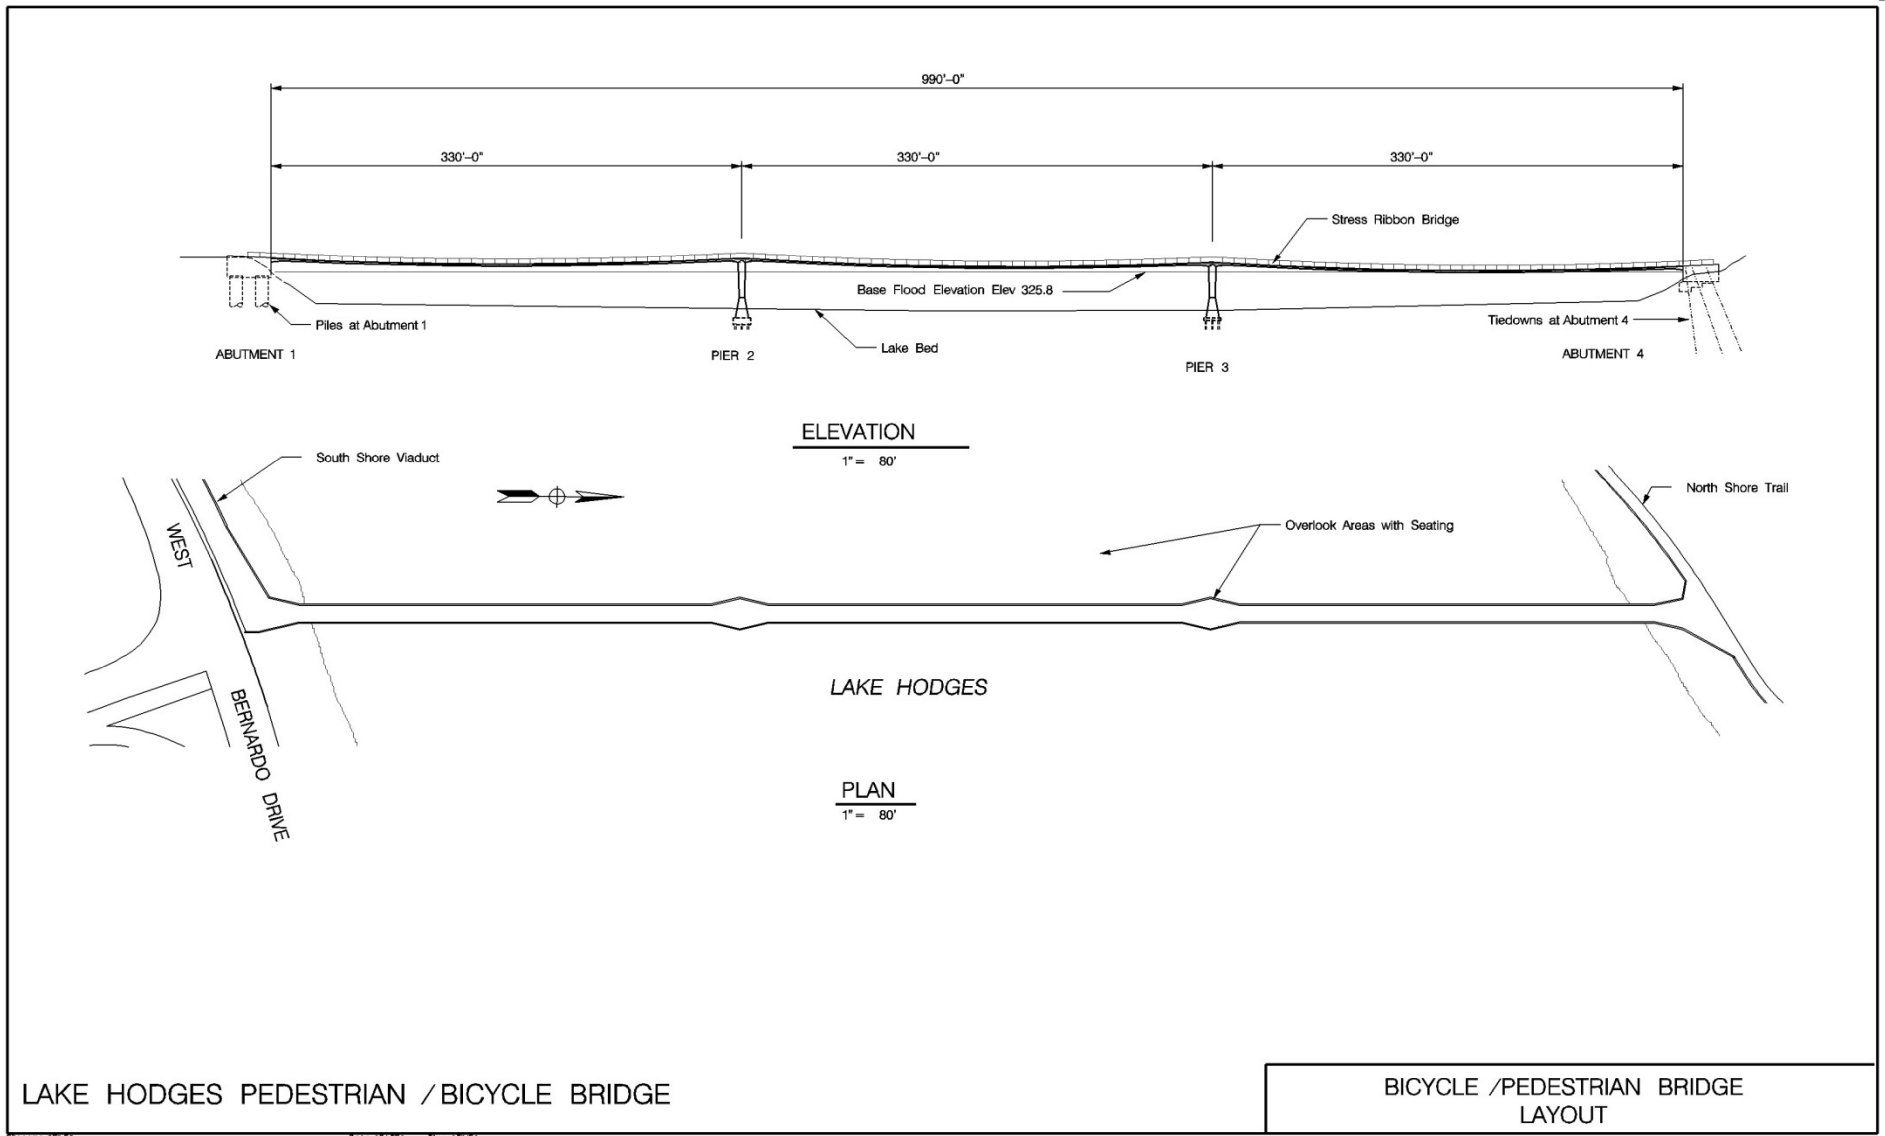 990'-0"
330'-0" 330'-0" 330'-0"
Stress Ribbon Bridge
Base Flood Elevation Elev 325.8
Piles at Abutment 1
Tiedowns at Abutment 4
Lake Bed
ABUTMENT 1
PIER 2
PIER 3
ABUTMENT 4
ELEVATION
1" = 80'
South Shore Viaduct
North Shore Trail
Overlook Areas with Seating
WEST
BERNARDO DRIVE
LAKE HODGES
PLAN
1" = 80'
LAKE HODGES PEDESTRIAN /BICYCLE BRIDGE
BICYCLE /PEDESTRIAN BRIDGE
LAYOUT